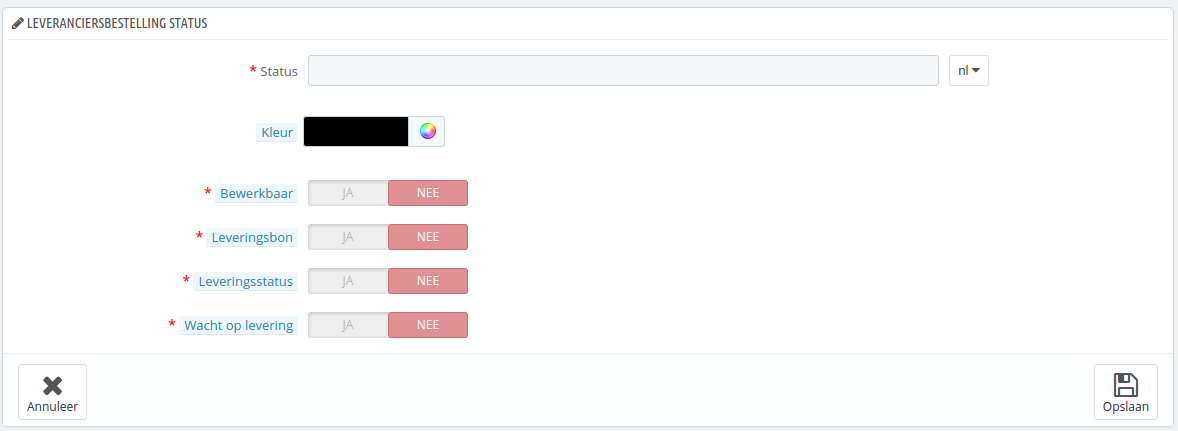 LEVERANCIERSBESTELLING STATUS
* Status nl
Kleur
* Bewerkbaar JA NEE
* Leveringsbon JA NEE
* Leveringsstatus JA NEE
* Wacht op levering JA NEE
Annuleer Opslaan